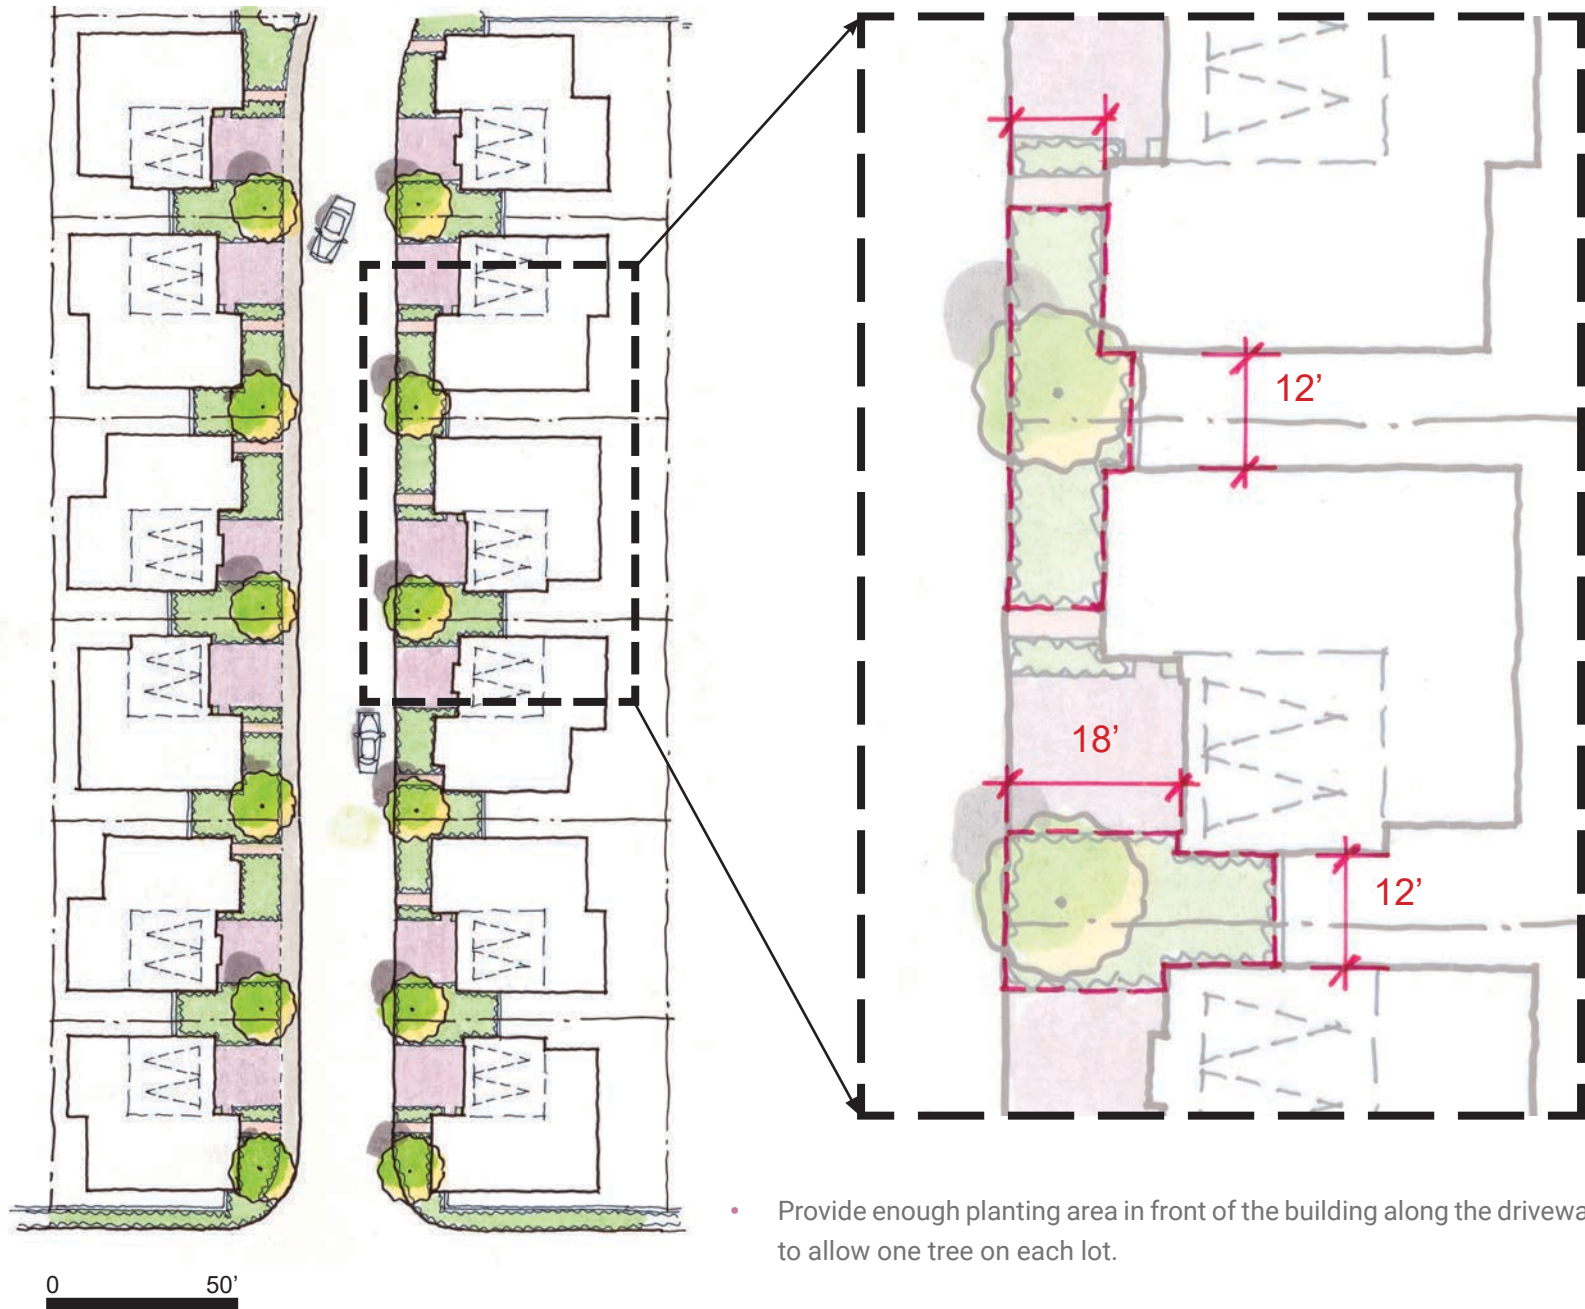 12’
18’
12’
• Provide enough planting area in front of the building along the drivewa
to allow one tree on each lot.
0 50’